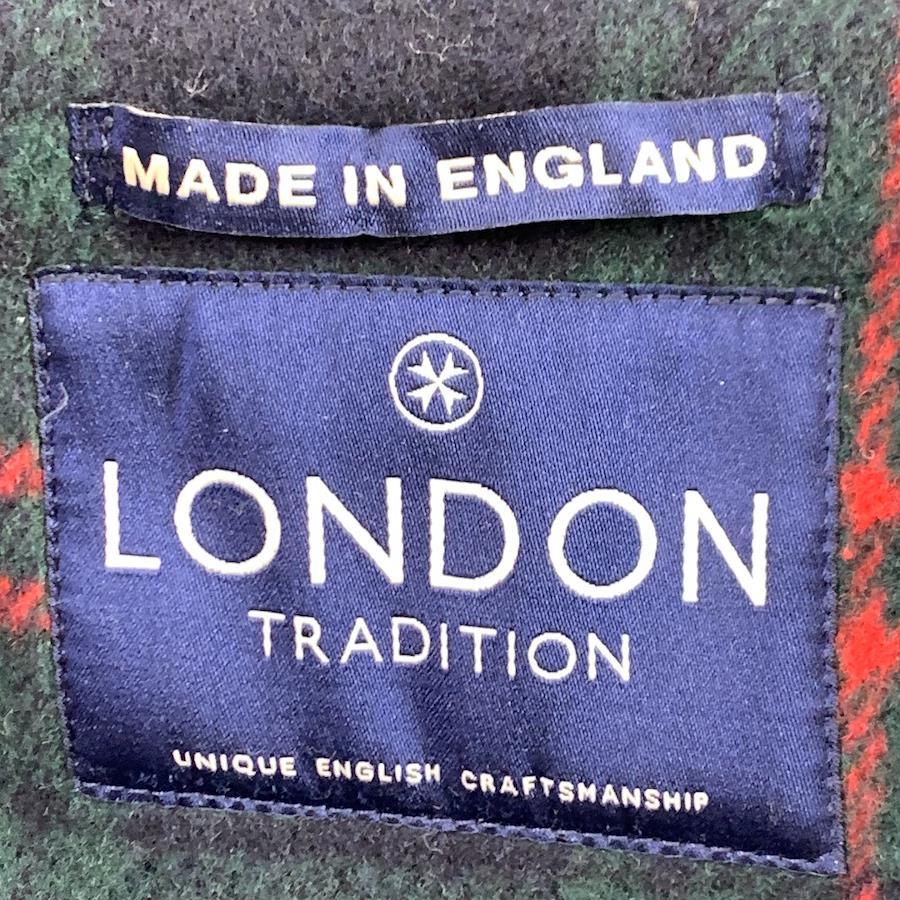 MADE IN ENGLAND
LONDON
TRADITION
UNIQUE ENGLISH CRAFTSMANSHIP